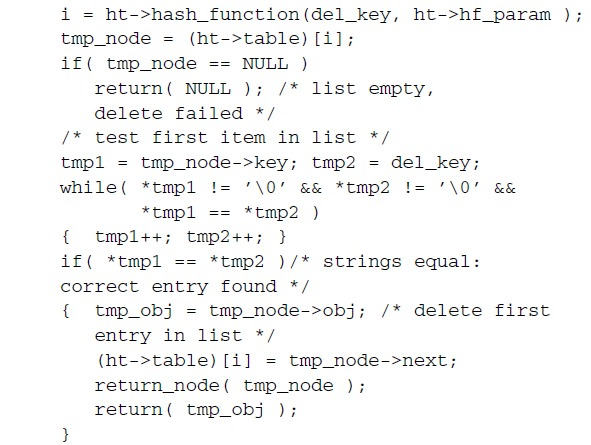 i = ht->hash_function(del_key, ht->hf_param );
tmp_node = (ht->table)[i];
if( tmp_node == NULL )
return( NULL ); /* list empty,
delete failed */
/* test first item in list */
tmp1 = tmp_node->key; tmp2 = del_key;
while( *tmp1 != ’\0’ && *tmp2 != ’\0’ &&
*tmp1 == *tmp2 )
{ tmp1++; tmp2++; }
if( *tmp1 == *tmp2 )/* strings equal:
correct entry found */
{ tmp_obj = tmp_node->obj; /* delete first
entry in list */
(ht->table)[i] = tmp_node->next;
return_node( tmp_node );
return( tmp_obj );
}